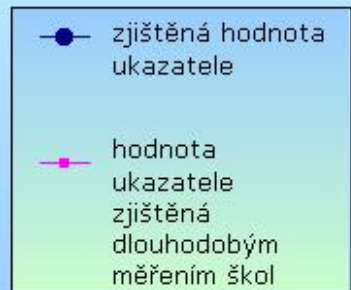 zjištěná hodnota
ukazatele
hodnota
ukazatele
zjištěná
dlouhodobým
měřením škol